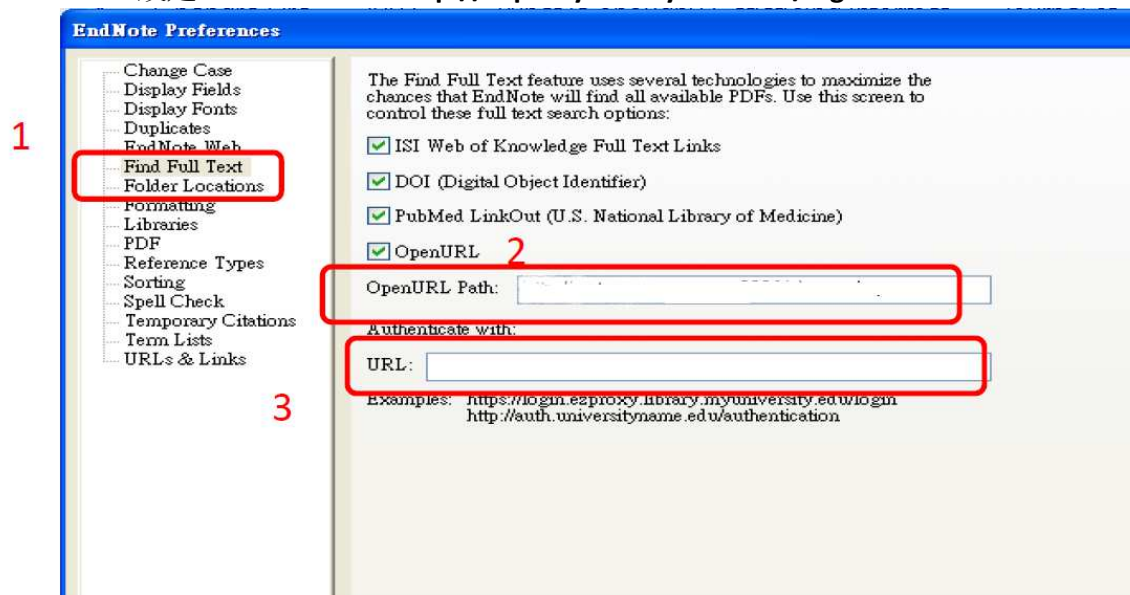 EndNote Preferences
Change Case
Display Fields
Display Fonts
Duplicates
EndNote Web
Find Full Text
Folder Locations
Formatting
Libraries
PDF
Reference Types
Sorting
Spell Check
Temporary Citations
Term Lists
URLs & Links
1
The Find Full Text feature uses several technologies to maximize the
chances that EndNote will find all available PDFs. Use this screen to
control these full text search options:
ISI Web of Knowledge Full Text Links
DOI (Digital Object Identifier)
PubMed LinkOut (U.S. National Library of Medicine)
OpenURL
2
OpenURL Path:
Authenticate with:
URL:
3
Examples: https://login.ezproxy.library.myuniversity.edu/login
http://auth.universityname.edu/authentication